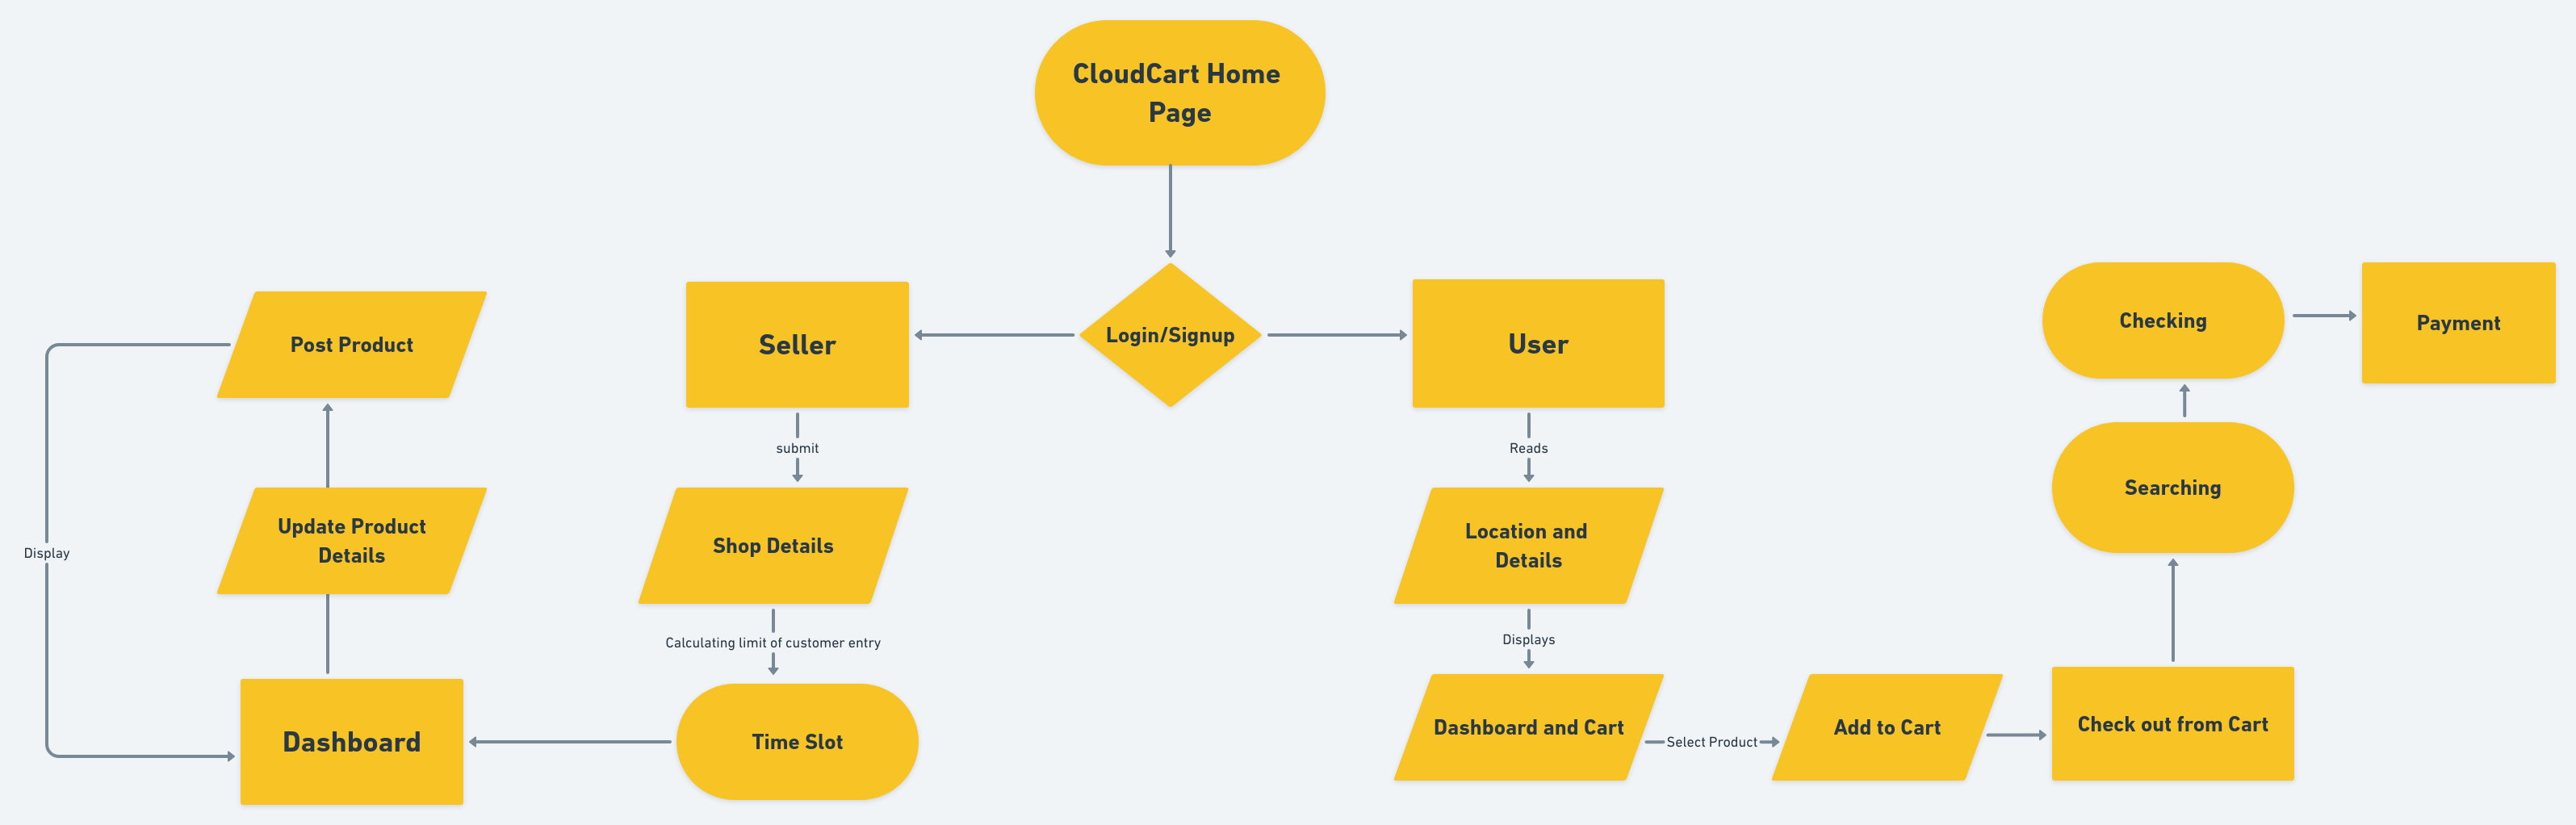 CloudCart Home
Page
Login/Signup
Seller
submit
Shop Details
Calculating limit of customer entry
Time Slot
Dashboard
Update Product
Details
Post Product
Display
User
Reads
Location and
Details
Displays
Dashboard and Cart
Select Product
Add to Cart
Check out from Cart
Searching
Checking
Payment